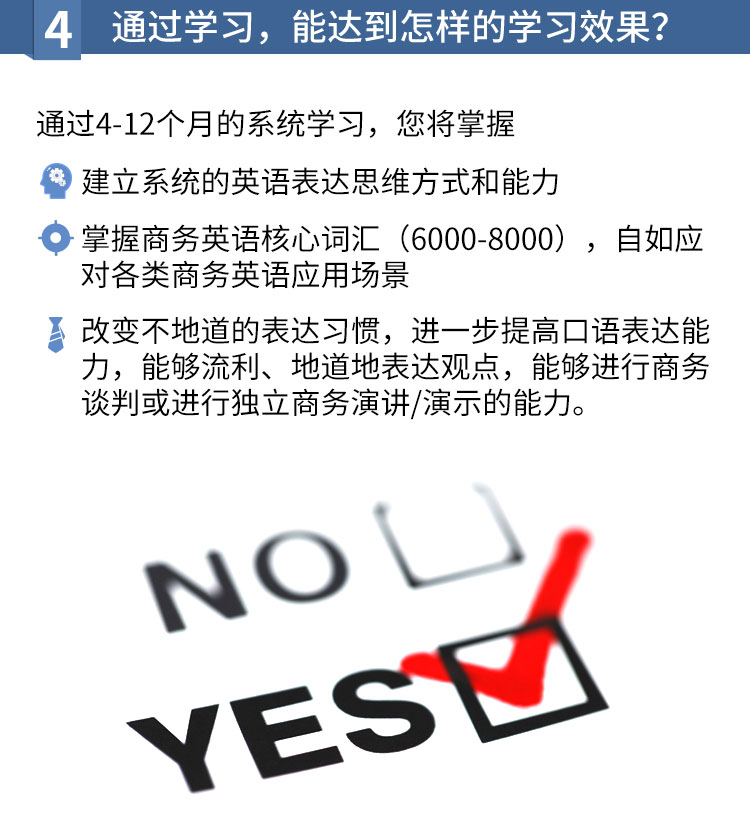 4 通过学习，能达到怎样的学习效果？
通过4-12个月的系统学习，您将掌握
建立系统的英语表达思维方式和能力
掌握商务英语核心词汇（6000-8000），自如应
对各类商务英语应用场景
改变不地道的表达习惯，进一步提高口语表达能
力，能够流利、地道地表达观点，能够进行商务
谈判或进行独立商务演讲/演示的能力。
NO
YES